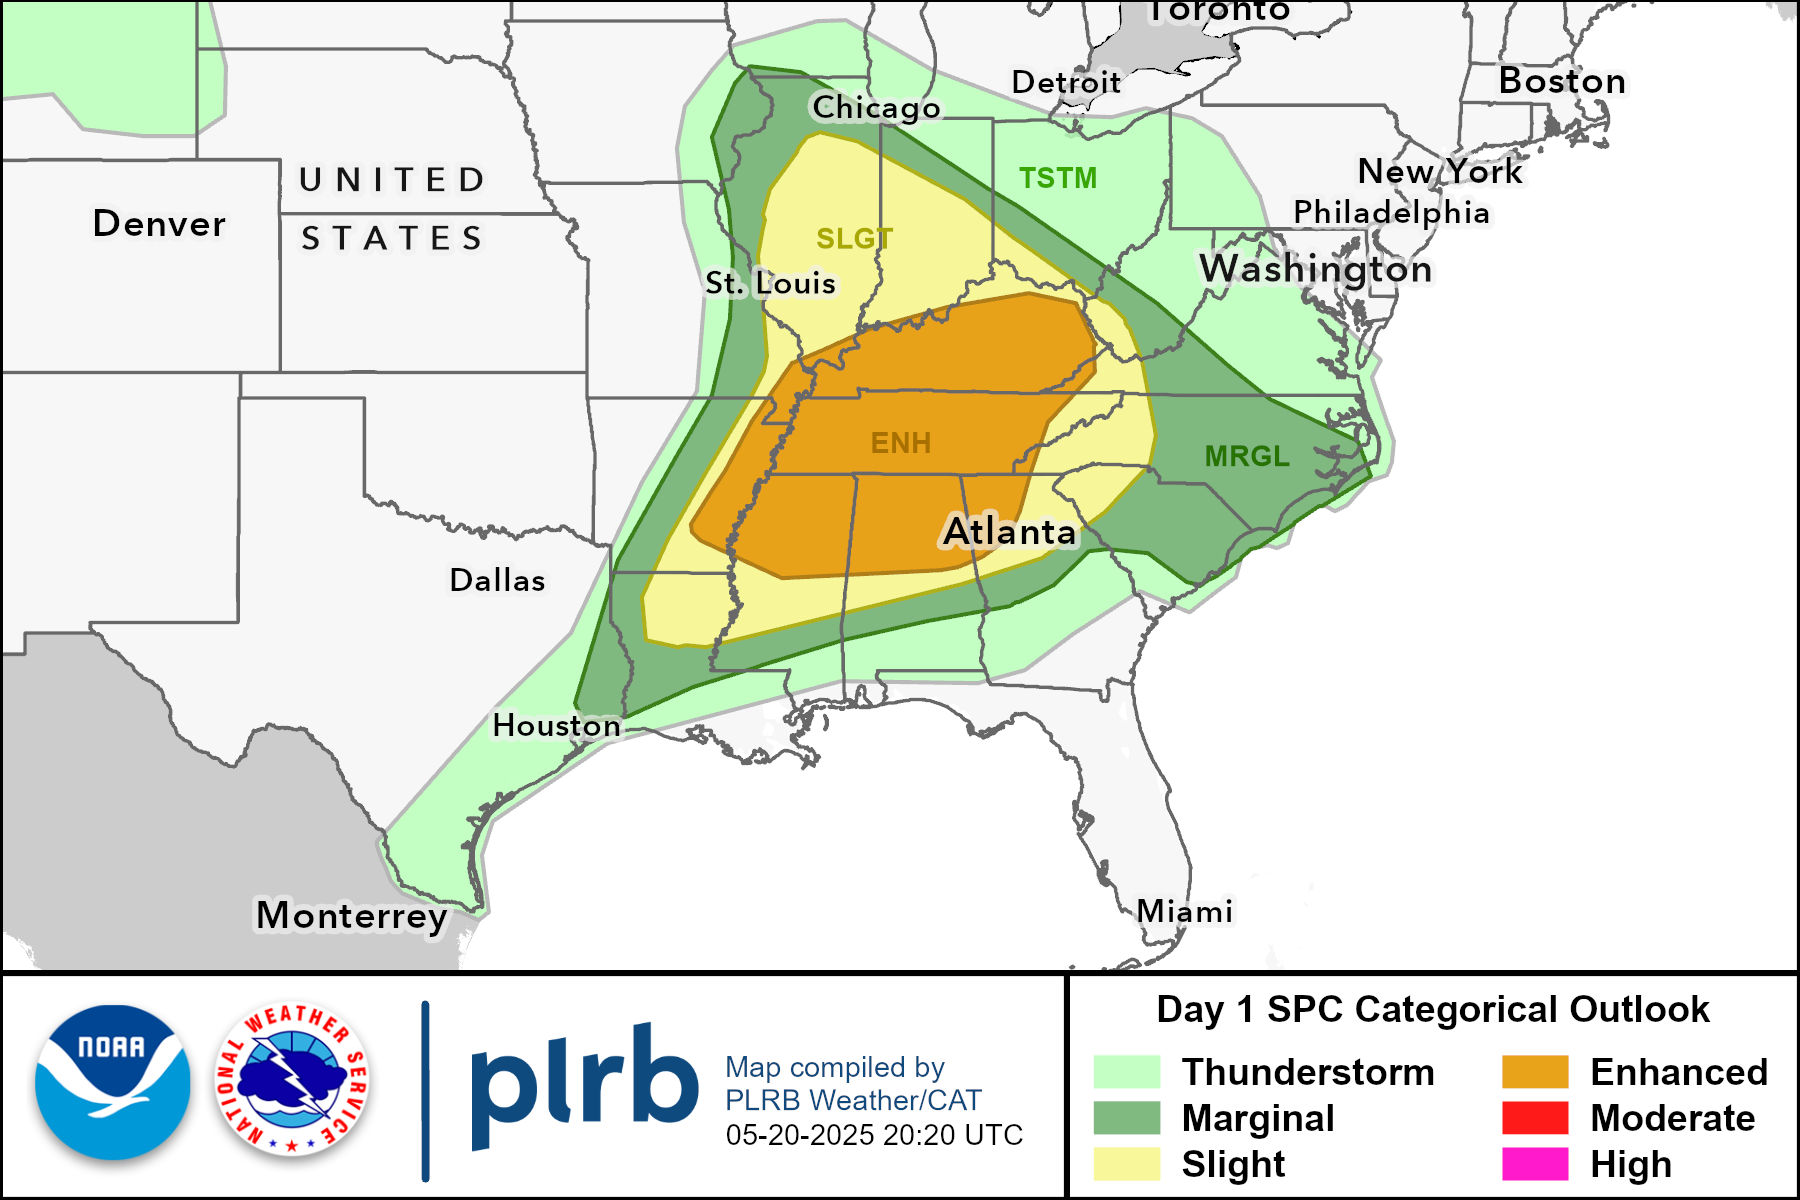 Toronto
Detroit
Boston
Chicago
New York
UNITED
TSTM
Denver
Philadelphia
STATES
SLGT
Washington
St. Louis
ENH
MRGL
Atlanta
Dallas
Houston
Monterrey
Miami
NOAA
NATIONAL WEATHER SERVICE
plrb
Map compiled by
PLRB Weather/CAT
05-20-2025 20:20 UTC
Day 1 SPC Categorical Outlook
Thunderstorm
Enhanced
Marginal
Moderate
Slight
High